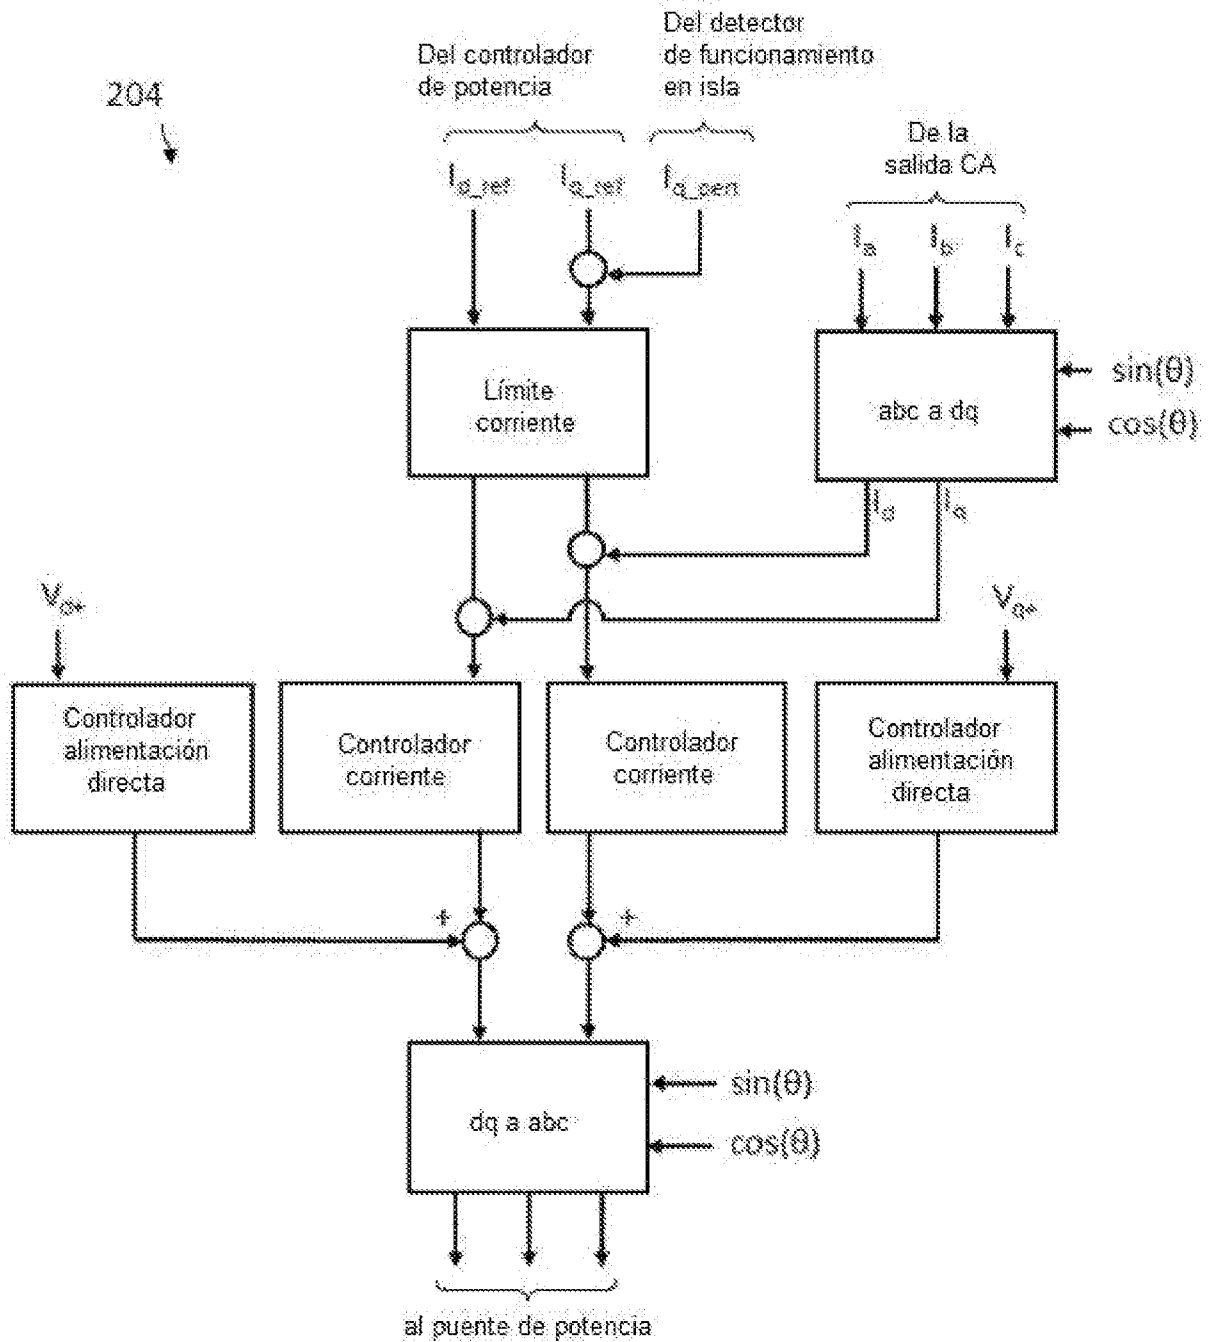 204
Del controlador
de potencia
Del detector
de funcionamiento
en isla
De la
salida CA
I_d_ref
I_q_ref
I_q_pert
I_a
I_b
I_c
Límite
corriente
abc a dq
sin(θ)
cos(θ)
I_d
I_q
V_d+
V_q+
Controlador
alimentación
directa
Controlador
corriente
Controlador
corriente
Controlador
alimentación
directa
+
+
dq a abc
sin(θ)
cos(θ)
al puente de potencia